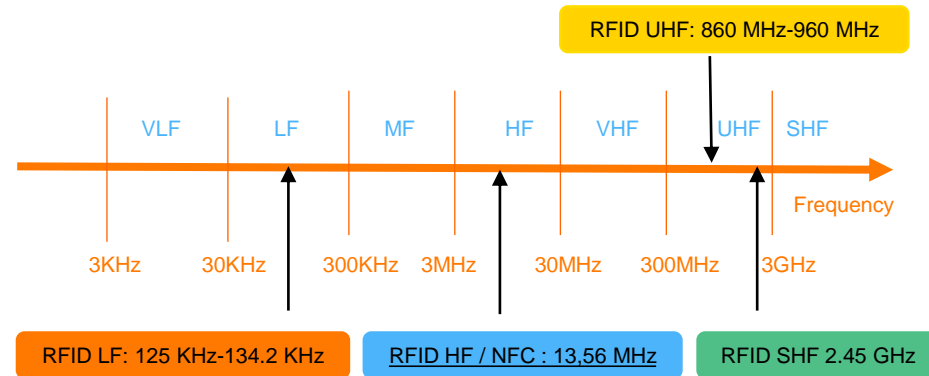 RFID UHF: 860 MHz-960 MHz
VLF LF MF HF VHF UHF SHF
Frequency
3KHz 30KHz 300KHz 3MHz 30MHz 300MHz 3GHz
RFID LF: 125 KHz-134.2 KHz RFID HF / NFC : 13,56 MHz RFID SHF 2.45 GHz